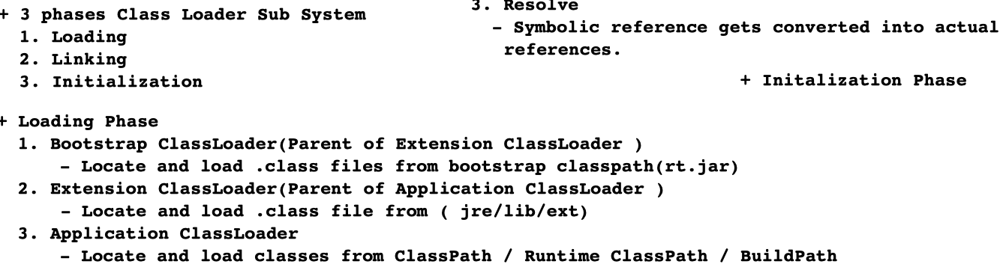 + 3 phases Class Loader Sub System
1. Loading
2. Linking
3. Initialization
3. Resolve
- Symbolic reference gets converted into actual
references.
+ Initalization Phase
+ Loading Phase
1. Bootstrap ClassLoader(Parent of Extension ClassLoader )
- Locate and load .class files from bootstrap classpath(rt.jar)
2. Extension ClassLoader(Parent of Application ClassLoader )
- Locate and load .class file from ( jre/lib/ext)
3. Application ClassLoader
- Locate and load classes from ClassPath / Runtime ClassPath / BuildPath